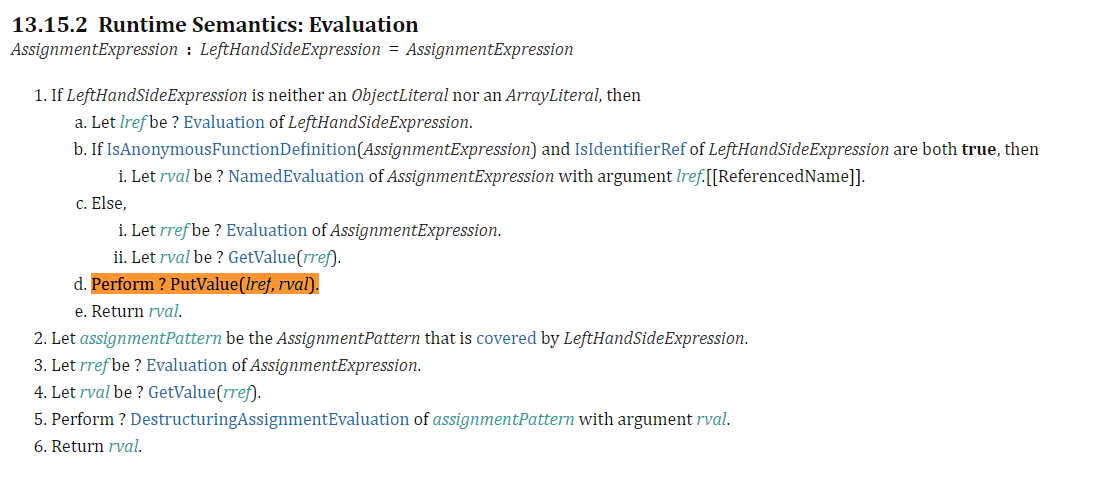 13.15.2 Runtime Semantics: Evaluation
AssignmentExpression : LeftHandSideExpression = AssignmentExpression
1. If LeftHandSideExpression is neither an ObjectLiteral nor an ArrayLiteral, then
a. Let lref be ? Evaluation of LeftHandSideExpression.
b. If IsAnonymousFunctionDefinition(AssignmentExpression) and IsIdentifierRef of LeftHandSideExpression are both true, then
i. Let rval be ? NamedEvaluation of AssignmentExpression with argument lref.[[ReferencedName]].
c. Else,
i. Let rref be ? Evaluation of AssignmentExpression.
ii. Let rval be ? GetValue(rref).
d. Perform ? PutValue(lref, rval).
e. Return rval.
2. Let assignmentPattern be the AssignmentPattern that is covered by LeftHandSideExpression.
3. Let rref be ? Evaluation of AssignmentExpression.
4. Let rval be ? GetValue(rref).
5. Perform ? DestructuringAssignmentEvaluation of assignmentPattern with argument rval.
6. Return rval.